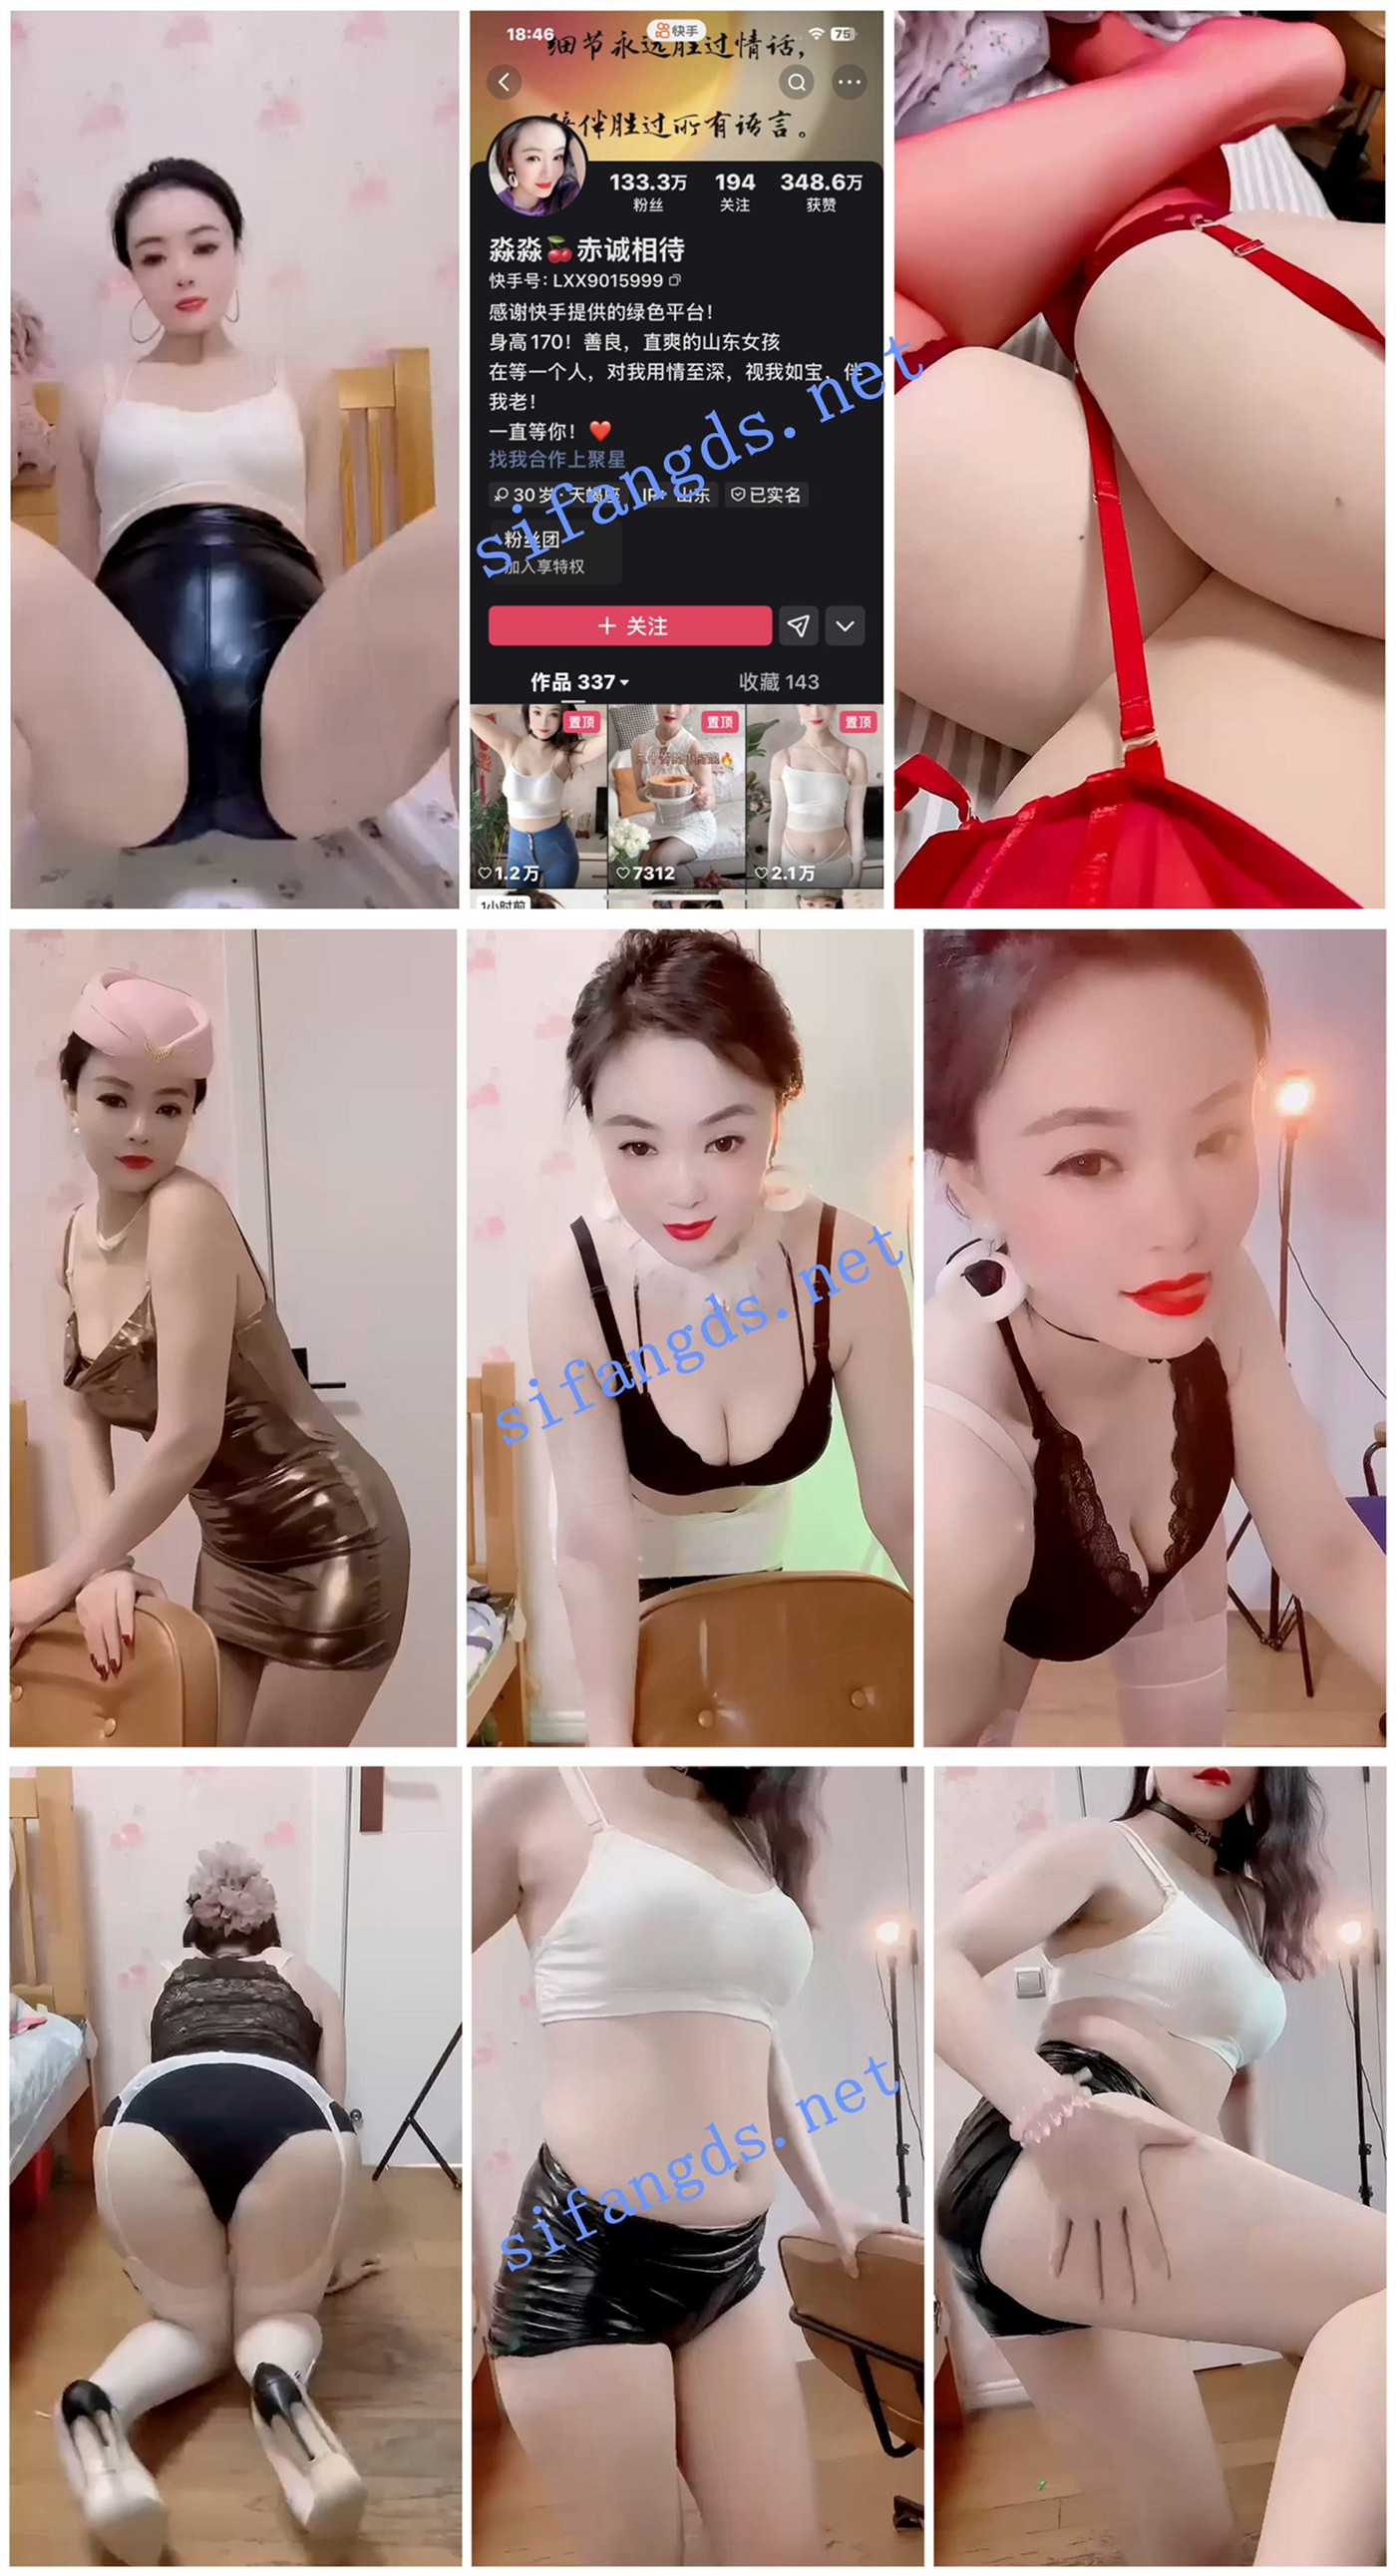 18:46
快手
75
细节永远胜过情话，
陪伴胜过所有语言。
133.3万 194 348.6万
粉丝 关注 获赞
淼淼🍒赤诚相待
快手号：LXX9015999
感谢快手提供的绿色平台！
身高170！善良，直爽的山东女孩
在等一个人，对我用情至深，视我如宝，伴
我老！
一直等你！❤️
找我合作上聚星
30岁·天蝎座 IP：山东 已实名
粉丝团
加入享特权
sifangds.net
+ 关注
作品 337 收藏 143
置顶 置顶 置顶
1.2万 7312 2.1万
1小时前
sifangds.net
sifangds.net